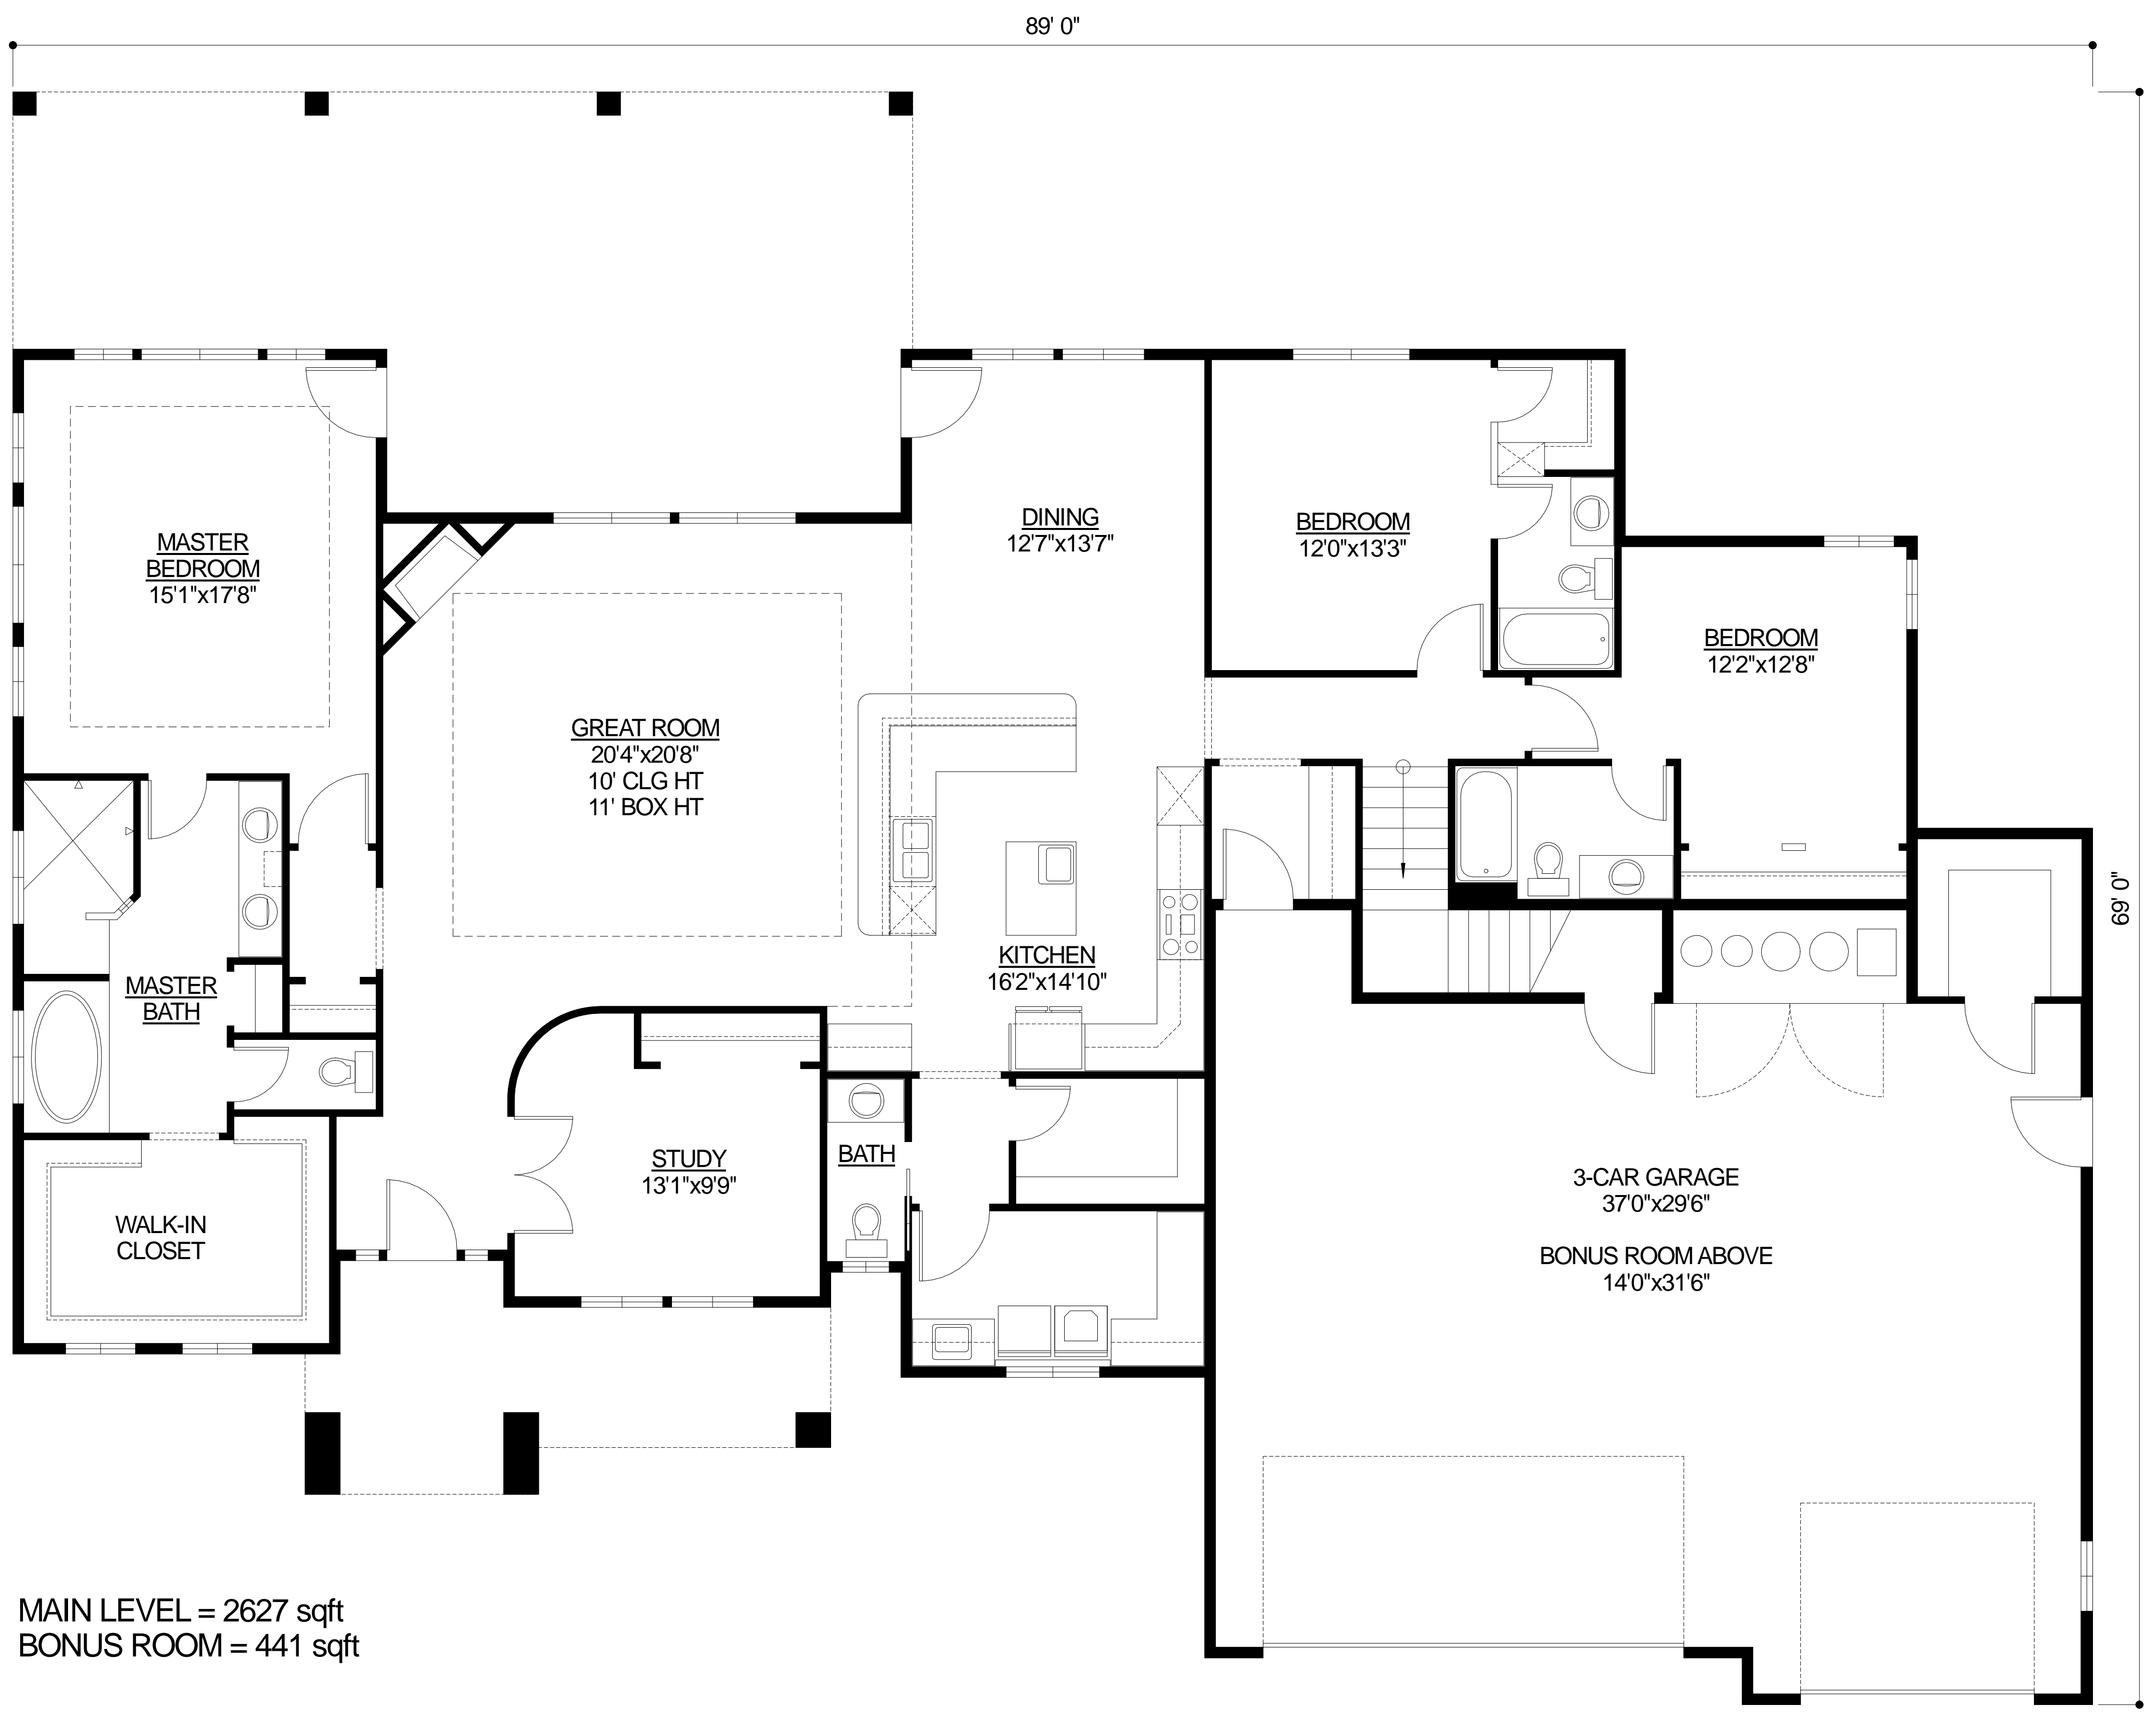 89' 0"
MASTER
BEDROOM
15'1"x17'8"
GREAT ROOM
20'4"x20'8"
10' CLG HT
11' BOX HT
DINING
12'7"x13'7"
BEDROOM
12'0"x13'3"
BEDROOM
12'2"x12'8"
69' 0"
KITCHEN
16'2"x14'10"
MASTER
BATH
WALK-IN
CLOSET
STUDY
13'1"x9'9"
BATH
3-CAR GARAGE
37'0"x29'6"
BONUS ROOM ABOVE
14'0"x31'6"
MAIN LEVEL = 2627 sqft
BONUS ROOM = 441 sqft